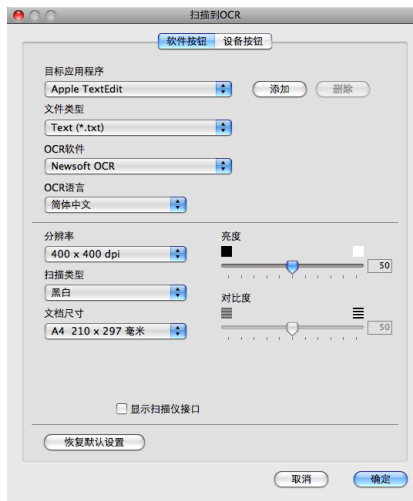 扫描到OCR
软件按钮 设备按钮
目标应用程序
Apple TextEdit 添加 删除
文件类型
Text (*.txt)
OCR软件
Newsoft OCR
OCR语言
简体中文
分辨率 亮度
400 x 400 dpi 50
扫描类型
黑白 对比度
文档尺寸 50
A4 210 x 297 毫米
显示扫描仪接口
恢复默认设置
取消 确定